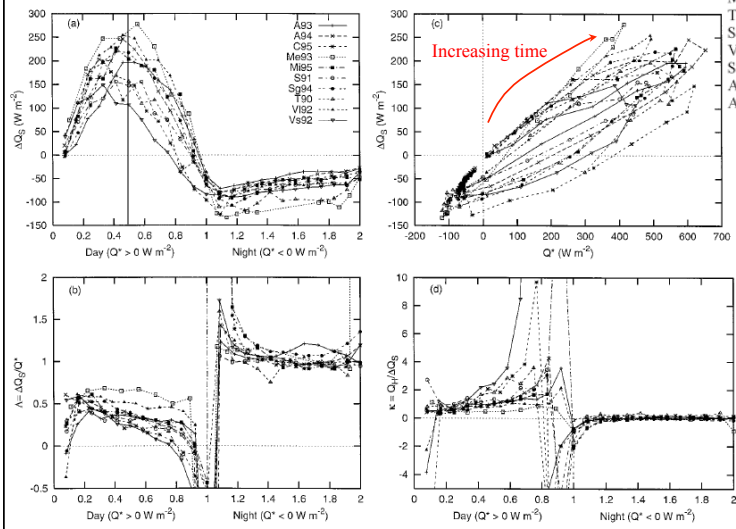 (a)
A93
A94
C95
Me93
Mi95
S91
Sg94
T90
Vl92
Vs92
300
250
200
150
100
50
0
-50
-100
-150
ΔQS
(W m⁻²)
0 0.2 0.4 0.6 0.8 1 1.2 1.4 1.6 1.8 2
Day (Q* > 0 W m⁻²) Night (Q* < 0 W m⁻²)
(c)
Increasing time
300
250
200
150
100
50
0
-50
-100
-150
ΔQS
(W m⁻²)
-200 -100 0 100 200 300 400 500 600 700
Q* (W m⁻²)
T
S
V
S
A
A
(b)
2
1.5
1
0.5
0
-0.5
Λ = ΔQS/Q*
0 0.2 0.4 0.6 0.8 1 1.2 1.4 1.6 1.8 2
Day (Q* > 0 W m⁻²) Night (Q* < 0 W m⁻²)
(d)
10
8
6
4
2
0
-2
-4
κ = QH/ΔQS
0 0.2 0.4 0.6 0.8 1 1.2 1.4 1.6 1.8 2
Day (Q* > 0 W m⁻²) Night (Q* < 0 W m⁻²)